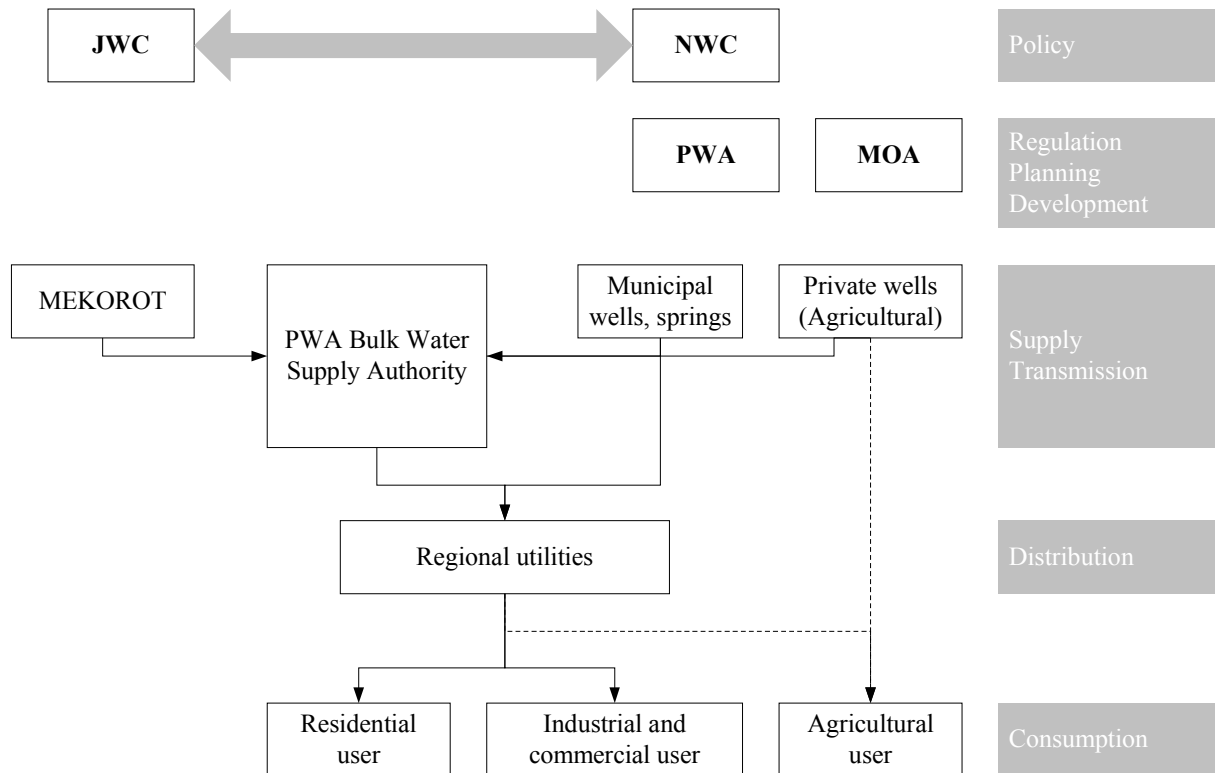 JWC
NWC
Policy
PWA
MOA
Regulation
Planning
Development
MEKOROT
PWA Bulk Water
Supply Authority
Municipal
wells, springs
Private wells
(Agricultural)
Supply
Transmission
Regional utilities
Distribution
Residential
user
Industrial and
commercial user
Agricultural
user
Consumption